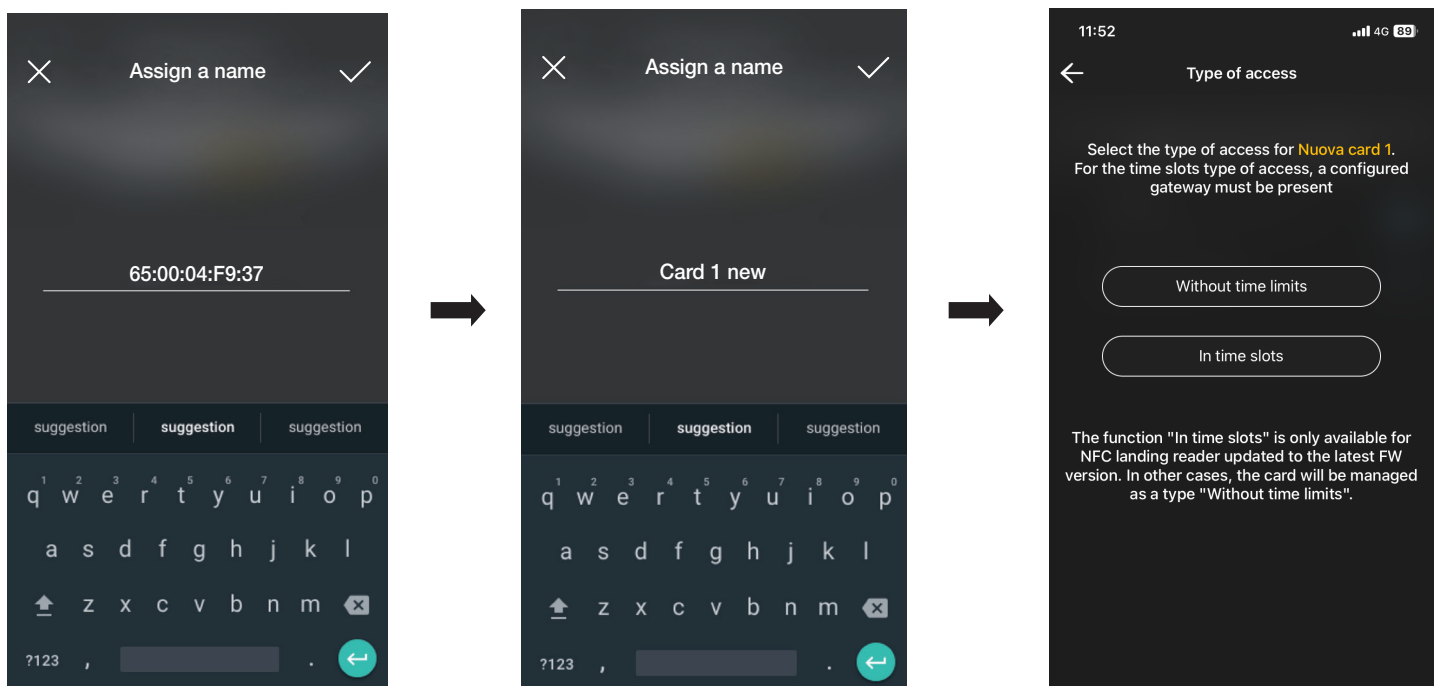 Assign a name
65:00:04:F9:37
suggestion suggestion suggestion
1 2 3 4 5 6 7 8 9 0
q w e r t y u i o p
a s d f g h j k l
z x c v b n m
?123 , .
Assign a name
Card 1 new
suggestion suggestion suggestion
1 2 3 4 5 6 7 8 9 0
q w e r t y u i o p
a s d f g h j k l
z x c v b n m
?123 , .
11:52 4G 89
Type of access
Select the type of access for Nuova card 1.
For the time slots type of access, a configured
gateway must be present
Without time limits
In time slots
The function "In time slots" is only available for
NFC landing reader updated to the latest FW
version. In other cases, the card will be managed
as a type "Without time limits".